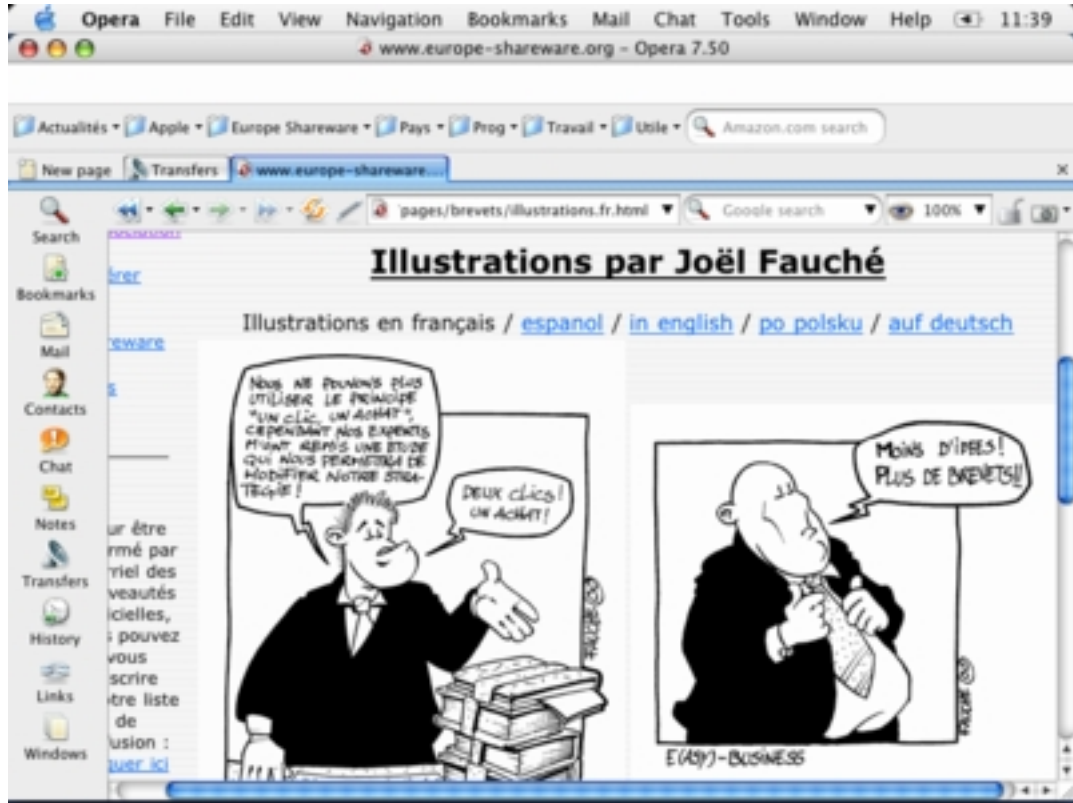 Opera File Edit View Navigation Bookmarks Mail Chat Tools Window Help 11:39
www.europe-shareware.org – Opera 7.50
Actualités Apple Europe Shareware Pays Prog Travail Utile Amazon.com search
New page Transfers www.europe-shareware...
pages/brevets/illustrations.fr.html Google search 100%
Search
Bookmarks
Mail
Contacts
Chat
Notes
Transfers
History
Links
Windows
érer
eware
s
ur être
rmé par
rriel des
veautés
icielles,
s pouvez
vous
scrire
otre liste
de
fusion :
quer ici
Illustrations par Joël Fauché
Illustrations en français / espanol / in english / po polsku / auf deutsch
NOUS NE POUVONS PLUS
UTILISER LE PRINCIPE
"UN CLIC, UN ACHAT",
CEPENDANT NOS EXPERTS
M'ONT REMIS UNE ETUDE
QUI NOUS PERMETTRA DE
MODIFIER NOTRE STRA-
TEGIE !
DEUX CLICS !
UN ACHAT !
FAUCHE
MOINS D'IDEES !
PLUS DE BREVETS !!
FAUCHE
E(ASY)-BUSINESS